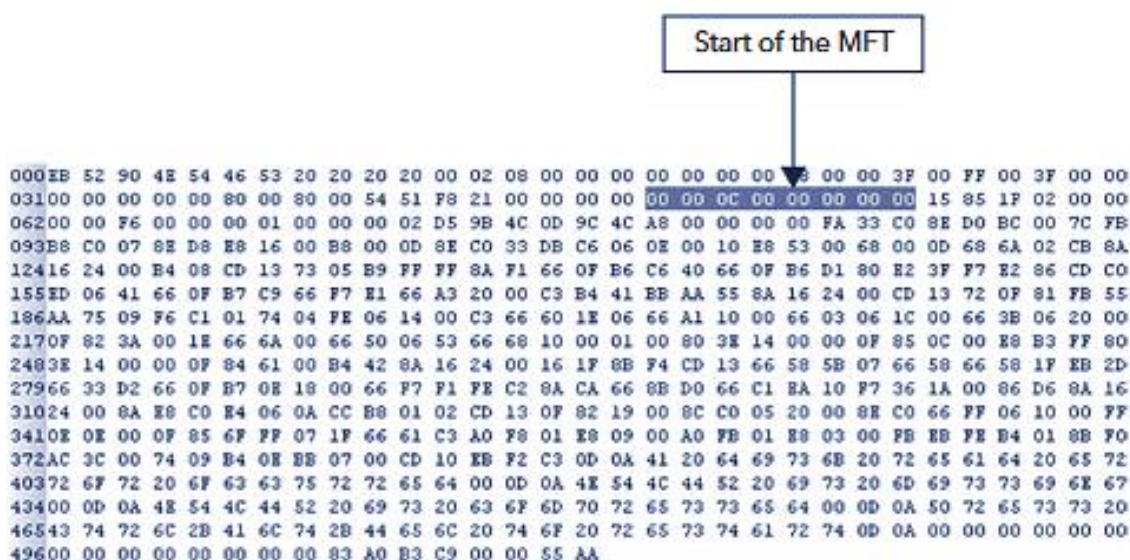 Start of the MFT
000EB 52 90 4E 54 46 53 20 20 20 20 00 02 08 00 00 00 00 00 00 00 00 00 3F 00 FF 00 3F 00 00
03100 00 00 00 00 80 00 80 00 54 51 F8 21 00 00 00 00 00 00 0C 00 00 00 00 00 15 85 1F 02 00 00
06200 00 F6 00 00 00 01 00 00 00 02 D5 9B 4C 0D 9C 4C A8 00 00 00 00 FA 33 C0 8E D0 BC 00 7C FB
093B8 C0 07 8E D8 E8 16 00 B8 00 0D 8E C0 33 DB C6 06 0E 00 10 E8 53 00 68 00 0D 68 6A 02 CB 8A
12416 24 00 B4 08 CD 13 73 05 B9 FF FF 8A F1 66 0F B6 C6 40 66 0F B6 D1 80 E2 3F F7 E2 86 CD C0
155ED 06 41 66 0F B7 C9 66 F7 E1 66 A3 20 00 C3 B4 41 BB AA 55 8A 16 24 00 CD 13 72 0F 81 FB 55
186AA 75 09 F6 C1 01 74 04 FE 06 14 00 C3 66 60 1E 06 66 A1 10 00 66 03 06 1C 00 66 3B 06 20 00
2170F 82 3A 00 1E 66 6A 00 66 50 06 53 66 68 10 00 01 00 80 3E 14 00 00 0F 85 0C 00 E8 B3 FF 80
2483E 14 00 00 0F 84 61 00 B4 42 8A 16 24 00 16 1F 8B F4 CD 13 66 58 5B 07 66 58 66 58 1F EB 2D
27966 33 D2 66 0F B7 0E 18 00 66 F7 F1 FE C2 8A CA 66 8B D0 66 C1 EA 10 F7 36 1A 00 86 D6 8A 16
31024 00 8A E8 C0 E4 06 0A CC B8 01 02 CD 13 0F 82 19 00 8C C0 05 20 00 8E C0 66 FF 06 10 00 FF
3410E 0E 00 0F 85 6F FF 07 1F 66 61 C3 A0 F8 01 E8 09 00 A0 FB 01 E8 03 00 FB EB FE B4 01 8B F0
372AC 3C 00 74 09 B4 0E BB 07 00 CD 10 EB F2 C3 0D 0A 41 20 64 69 73 6B 20 72 65 61 64 20 65 72
40372 6F 72 20 6F 63 63 75 72 72 65 64 00 0D 0A 4E 54 4C 44 52 20 69 73 20 6D 69 73 73 69 6E 67
43400 0D 0A 4E 54 4C 44 52 20 69 73 20 63 6F 6D 70 72 65 73 73 65 64 00 0D 0A 50 72 65 73 73 20
46543 74 72 6C 2B 41 6C 74 2B 44 65 6C 20 74 6F 20 72 65 73 74 61 72 74 0D 0A 00 00 00 00 00 00
49600 00 00 00 00 00 00 00 83 A0 B3 C9 00 00 55 AA